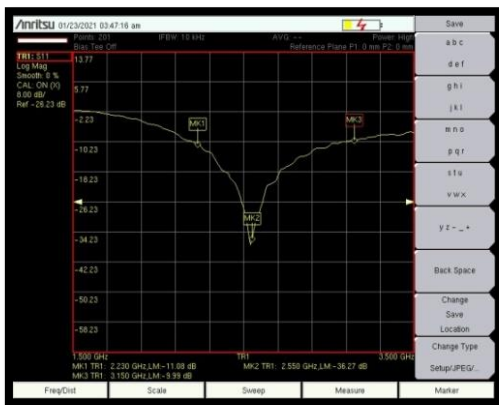 Anritsu 01/23/2021 03:47:16 am
Save
Points: 201 IFBW: 10 kHz AVG: -- Power: High
Bias Tee Off Reference Plane P1: 0 mm P2: 0 mm
TR1: S11
Log Mag
Smooth: 0 %
CAL: ON (X)
8.00 dB/
Ref -26.23 dB
13.77
5.77
-2.23
-10.23
-18.23
-26.23
-34.23
-42.23
-50.23
-58.23
MK1
MK3
MK2
1.500 GHz TR1 3.500 GHz
MK1 TR1: 2.230 GHz,LM:-11.08 dB MK2 TR1: 2.550 GHz,LM:-36.27 dB
MK3 TR1: 3.150 GHz,LM:-9.99 dB
a b c
d e f
g h i
j k l
m n o
p q r
s t u
v w x
y z - _ +
Back Space
Change
Save
Location
Change Type
Setup/JPEG/...
Freq/Dist Scale Sweep Measure Marker